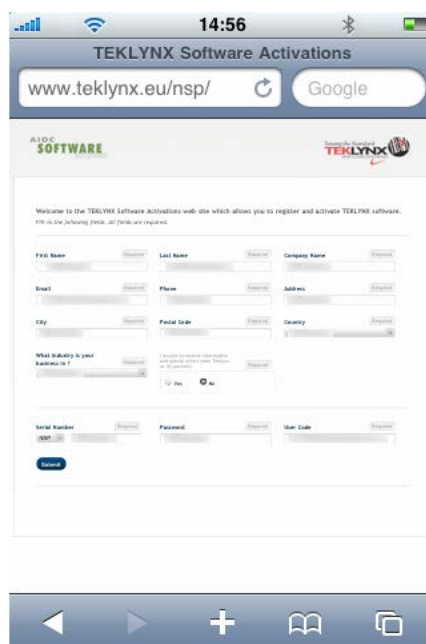 14:56
TEKLYNX Software Activations
www.teklynx.eu/nsp/
Google
AIDC
SOFTWARE
TEKLYNX
Welcome to the TEKLYNX Software Activations web site which allows you to register and activate TEKLYNX software.
Fill in the following fields. All fields are required.
First Name Required Last Name Required Company Name Required
Email Required Phone Required Address Required
City Required Postal Code Required Country Required
What industry is your
business in ? Required
Required
Yes No
Serial Number Required Password Required User Code Required
NSP
Submit